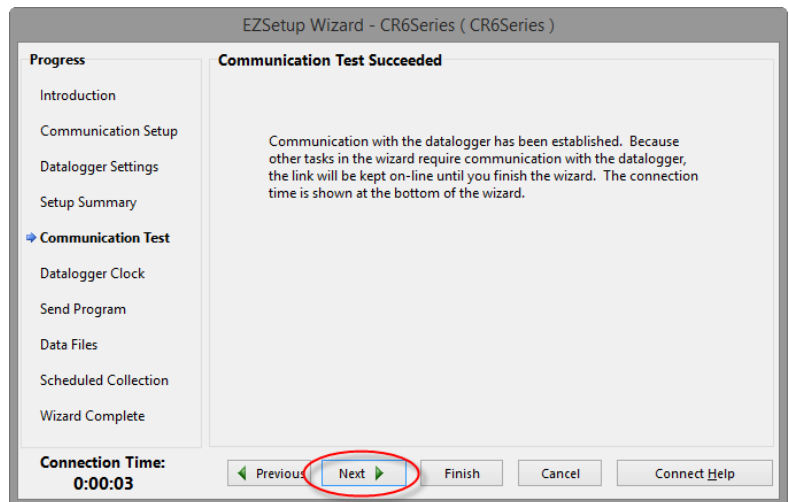 EZSetup Wizard - CR6Series ( CR6Series )
Progress
Introduction
Communication Setup
Datalogger Settings
Setup Summary
Communication Test
Datalogger Clock
Send Program
Data Files
Scheduled Collection
Wizard Complete
Communication Test Succeeded
Communication with the datalogger has been established. Because
other tasks in the wizard require communication with the datalogger,
the link will be kept on-line until you finish the wizard. The connection
time is shown at the bottom of the wizard.
Connection Time:
0:00:03
Previous Next Finish Cancel Connect Help